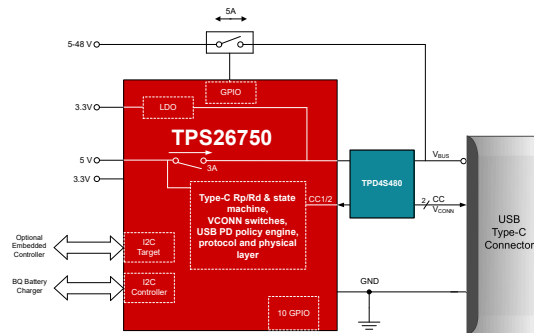 5A
5-48 V
GPIO
3.3V
LDO
TPS26750
5 V
3A
3.3V
TPD4S480
VBUS
Type-C Rp/Rd & state
machine,
VCONN switches,
USB PD policy engine,
protocol and physical
layer
CC1/2
2
CC
VCONN
USB
Type-C
Connector
Optional
Embedded
Controller
I2C
Target
BQ Battery
Charger
I2C
Controller
GND
10 GPIO